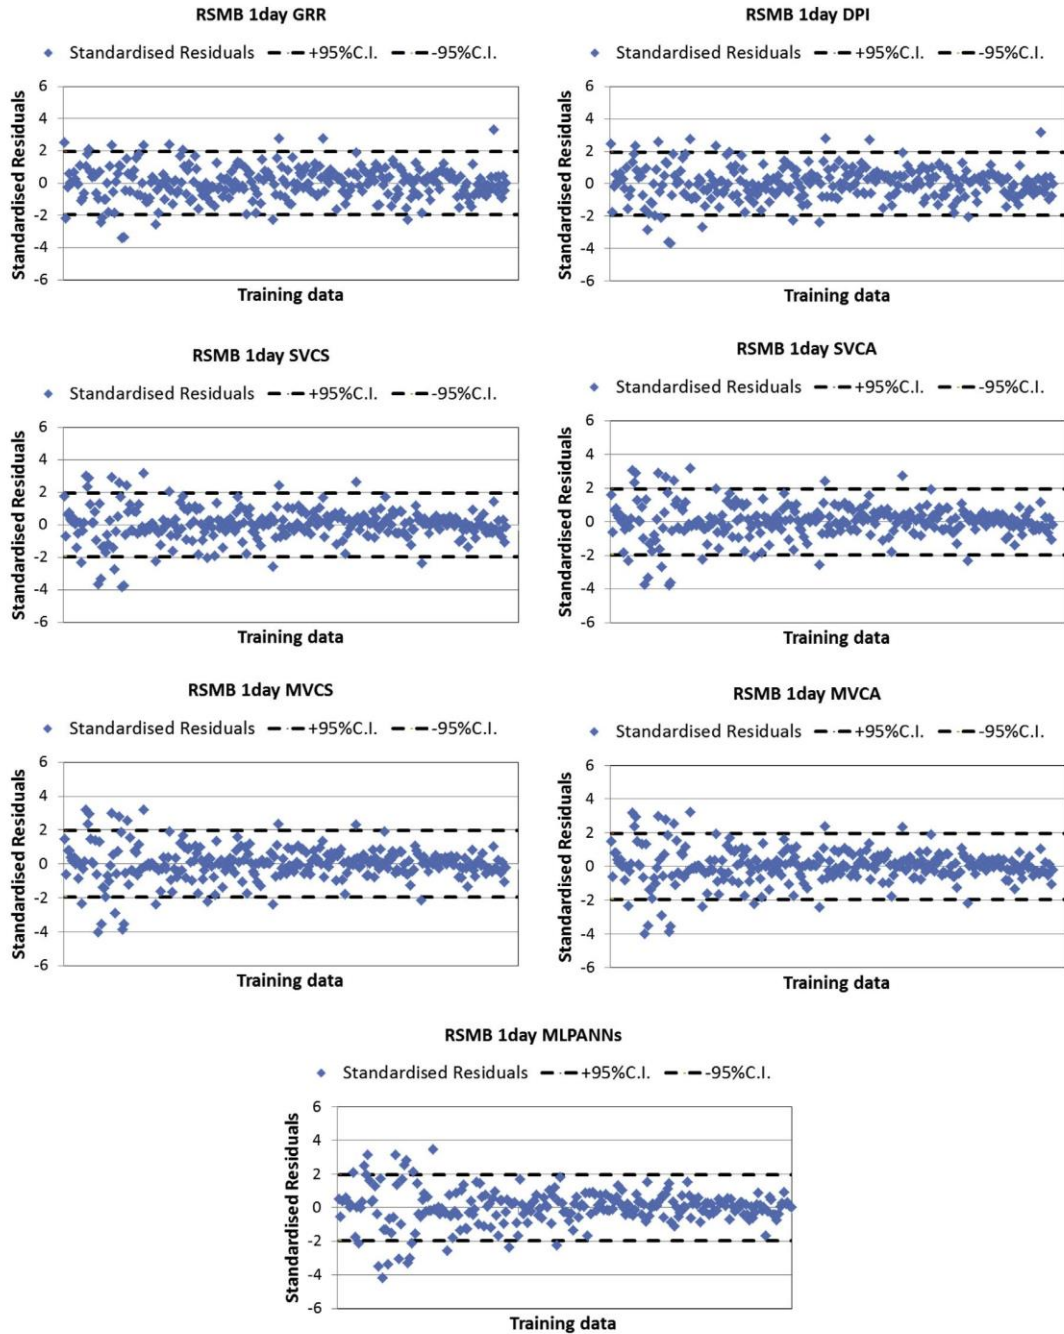 RSMB 1day GRR
Standardised Residuals +95%C.I. -95%C.I.
Standardised Residuals
6
4
2
0
-2
-4
-6
Training data
RSMB 1day DPI
Standardised Residuals +95%C.I. -95%C.I.
Standardised Residuals
6
4
2
0
-2
-4
-6
Training data
RSMB 1day SVCS
Standardised Residuals +95%C.I. -95%C.I.
Standardised Residuals
6
4
2
0
-2
-4
-6
Training data
RSMB 1day SVCA
Standardised Residuals +95%C.I. -95%C.I.
Standardised Residuals
6
4
2
0
-2
-4
-6
Training data
RSMB 1day MVCS
Standardised Residuals +95%C.I. -95%C.I.
Standardised Residuals
6
4
2
0
-2
-4
-6
Training data
RSMB 1day MVCA
Standardised Residuals +95%C.I. -95%C.I.
Standardised Residuals
6
4
2
0
-2
-4
-6
Training data
RSMB 1day MLPANNs
Standardised Residuals +95%C.I. -95%C.I.
Standardised Residuals
6
4
2
0
-2
-4
-6
Training data